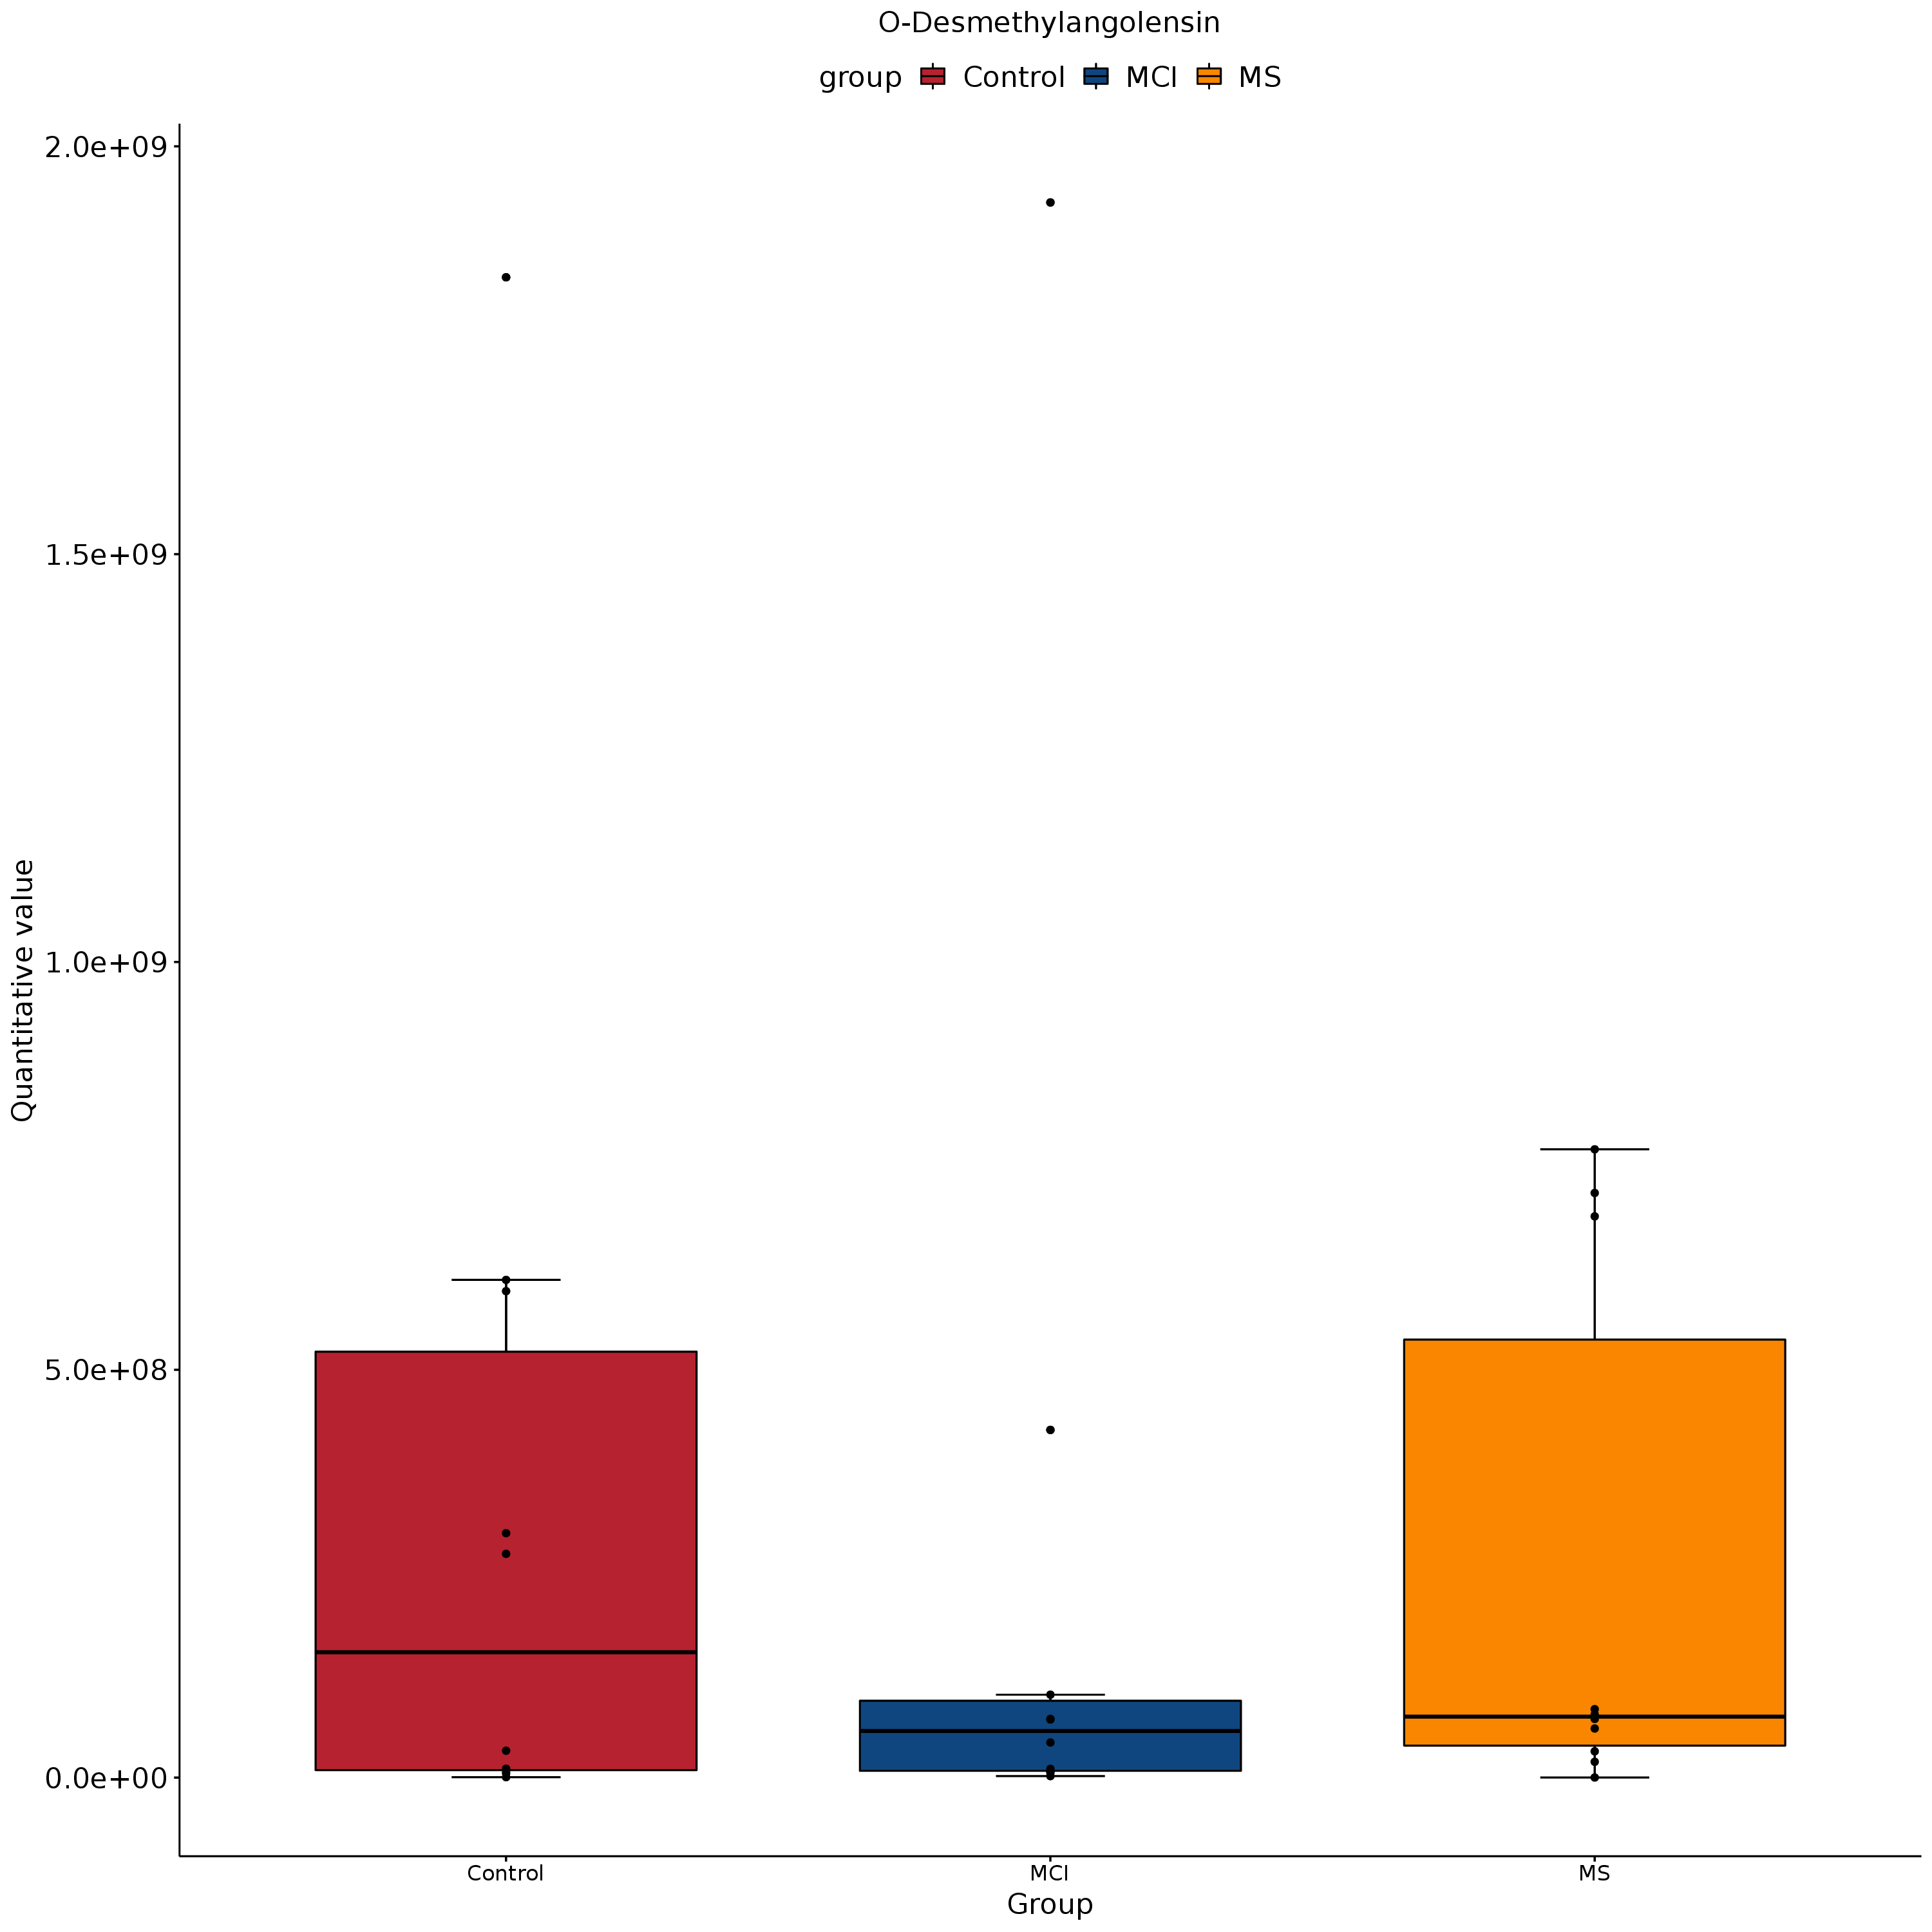 O-Desmethylangolensin
group Control MCI MS
2.0e+09
1.5e+09
1.0e+09
5.0e+08
0.0e+00
Quantitative value
Control MCI MS
Group